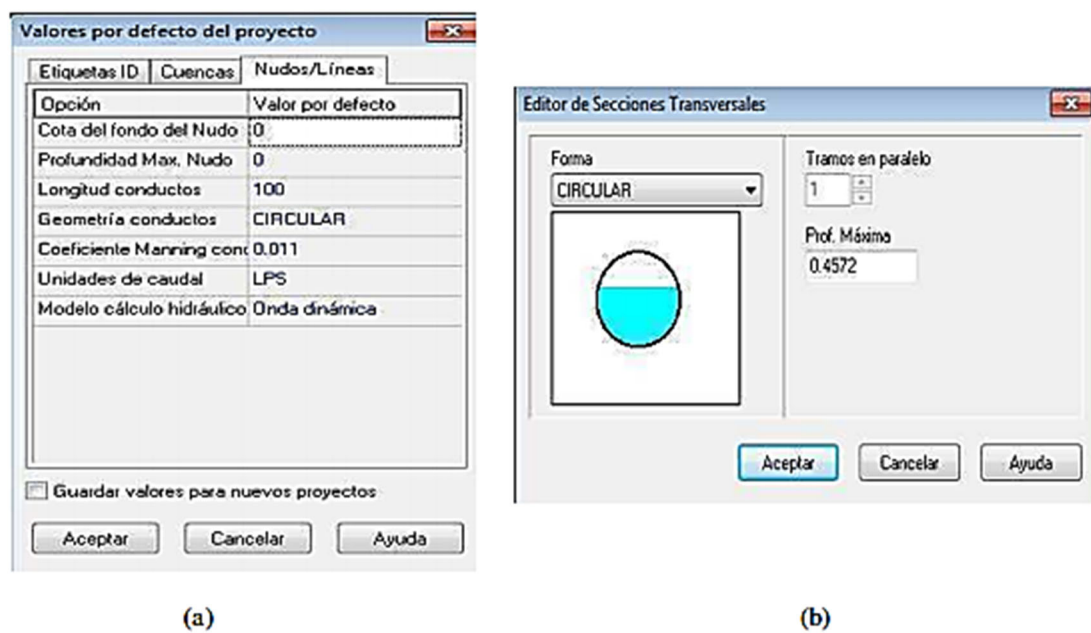 Valores por defecto del proyecto
Etiquetas ID Cuencas Nudos/Líneas
Opción Valor por defecto
Cota del fondo del Nudo 0
Profundidad Max. Nudo 0
Longitud conductos 100
Geometría conductos CIRCULAR
Coeficiente Manning con 0.011
Unidades de caudal LPS
Modelo cálculo hidráulico Onda dinámica
Guardar valores para nuevos proyectos
Aceptar Cancelar Ayuda
(a)
Editor de Secciones Transversales
Forma
CIRCULAR
Tramos en paralelo
1
Prof. Máxima
0.4572
Aceptar Cancelar Ayuda
(b)